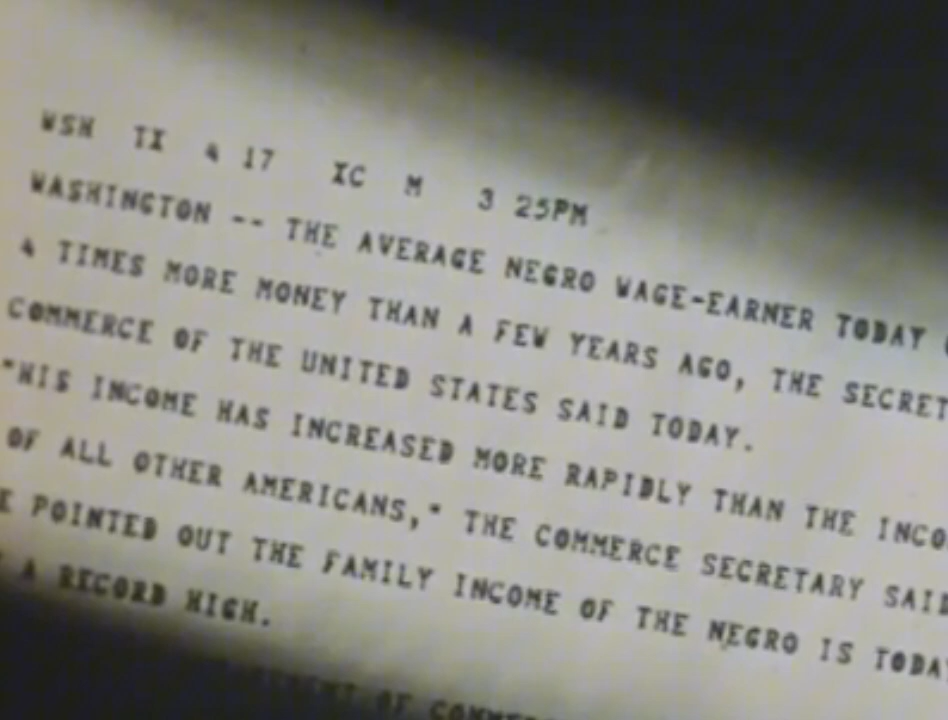 WSH TX 4 17 XC M 3 25PM
WASHINGTON -- THE AVERAGE NEGRO WAGE-EARNER TODAY
4 TIMES MORE MONEY THAN A FEW YEARS AGO, THE SECRET
COMMERCE OF THE UNITED STATES SAID TODAY.
"HIS INCOME HAS INCREASED MORE RAPIDLY THAN THE INCO
OF ALL OTHER AMERICANS," THE COMMERCE SECRETARY SAID
E POINTED OUT THE FAMILY INCOME OF THE NEGRO IS TODAY
A RECORD HIGH.
OF COMMERC